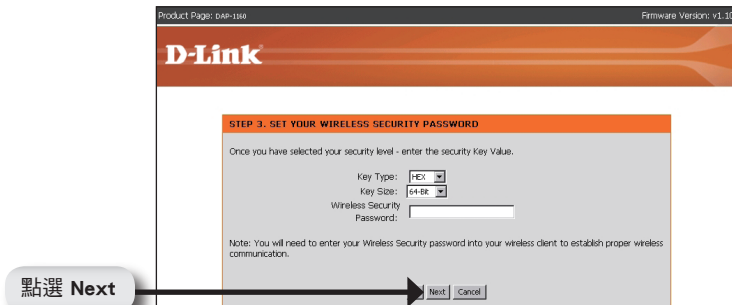 Product Page: DAP-1160 Firmware Version: v1.10
D-Link
STEP 3. SET YOUR WIRELESS SECURITY PASSWORD
Once you have selected your security level - enter the security Key Value.
Key Type: HEX
Key Size: 64-Bit
Wireless Security
Password:
Note: You will need to enter your Wireless Security password into your wireless client to establish proper wireless
communication.
點選 Next
Next Cancel